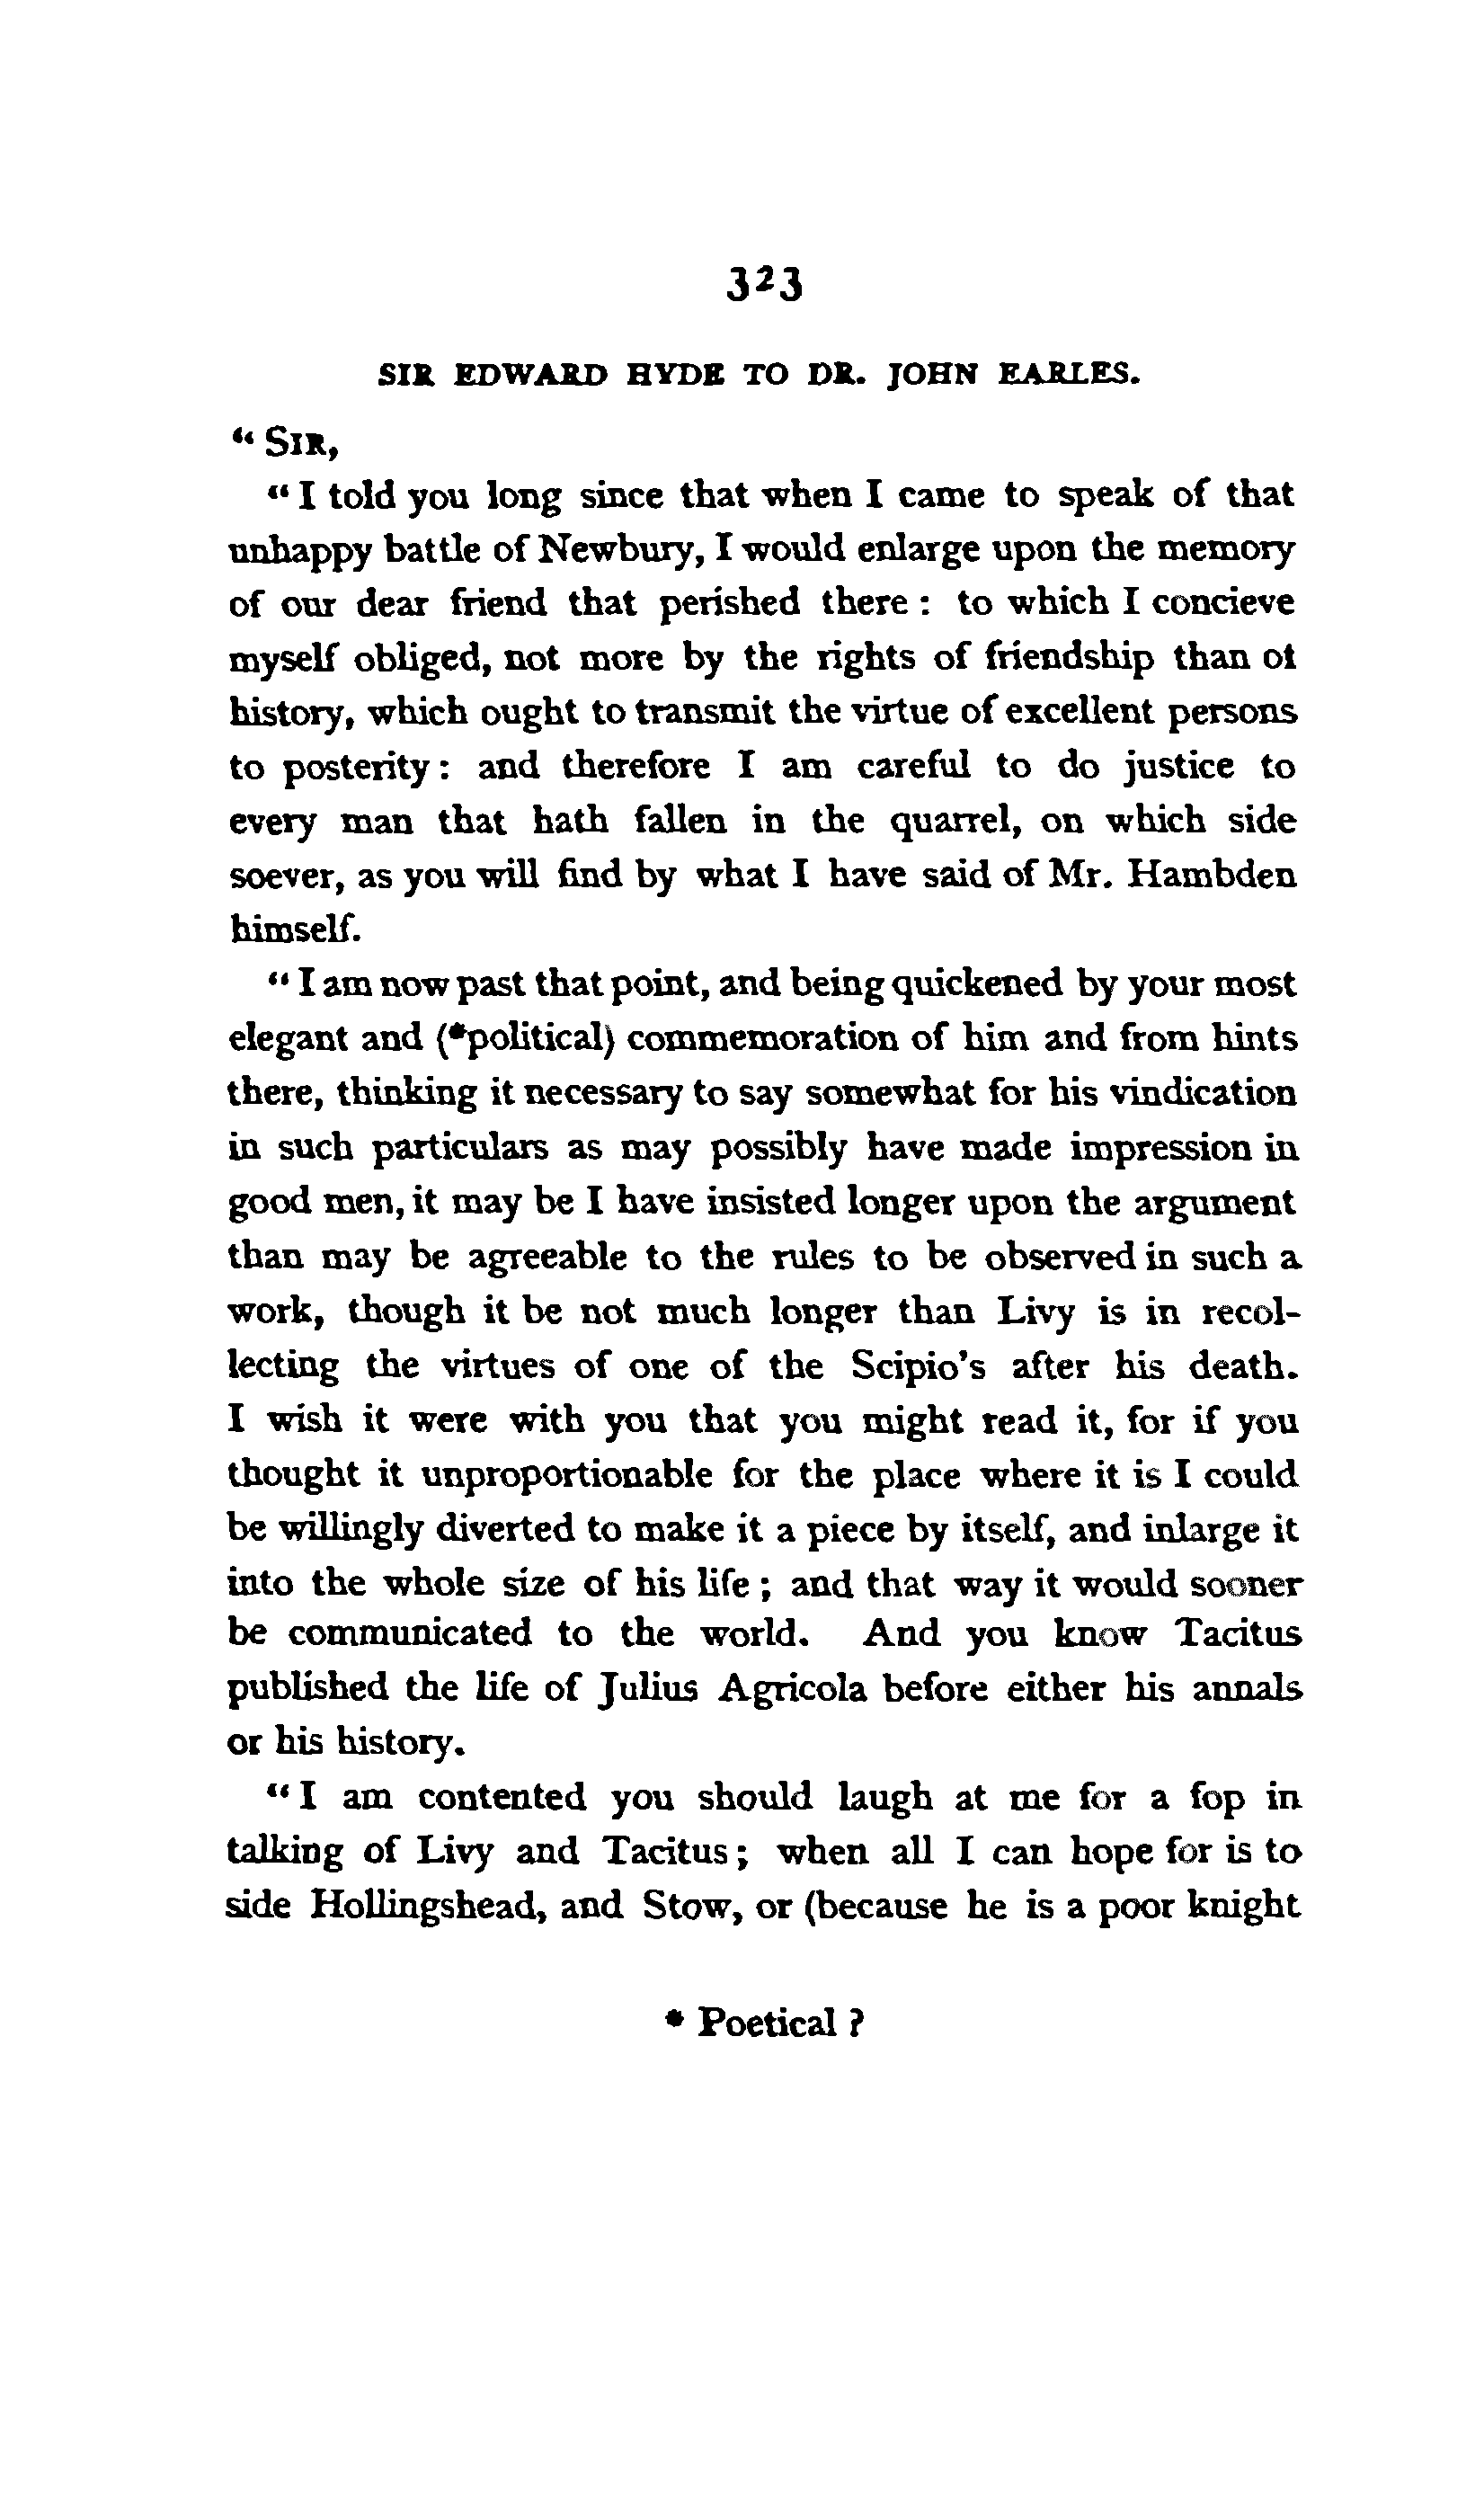 323
SIR EDWARD HYDE TO DR. JOHN EARLES.
“ SIR,
“ I told you long since that when I came to speak of that
unhappy battle of Newbury, I would enlarge upon the memory
of our dear friend that perished there : to which I concieve
myself obliged, not more by the rights of friendship than of
history, which ought to transmit the virtue of excellent persons
to posterity : and therefore I am careful to do justice to
every man that hath fallen in the quarrel, on which side
soever, as you will find by what I have said of Mr. Hambden
himself.
“ I am now past that point, and being quickened by your most
elegant and (*political) commemoration of him and from hints
there, thinking it necessary to say somewhat for his vindication
in such particulars as may possibly have made impression in
good men, it may be I have insisted longer upon the argument
than may be agreeable to the rules to be observed in such a
work, though it be not much longer than Livy is in recol-
lecting the virtues of one of the Scipio’s after his death.
I wish it were with you that you might read it, for if you
thought it unproportionable for the place where it is I could
be willingly diverted to make it a piece by itself, and inlarge it
into the whole size of his life ; and that way it would sooner
be communicated to the world. And you know Tacitus
published the life of Julius Agricola before either his annals
or his history.
“ I am contented you should laugh at me for a fop in
talking of Livy and Tacitus ; when all I can hope for is to
side Hollingshead, and Stow, or (because he is a poor knight
* Poetical ?